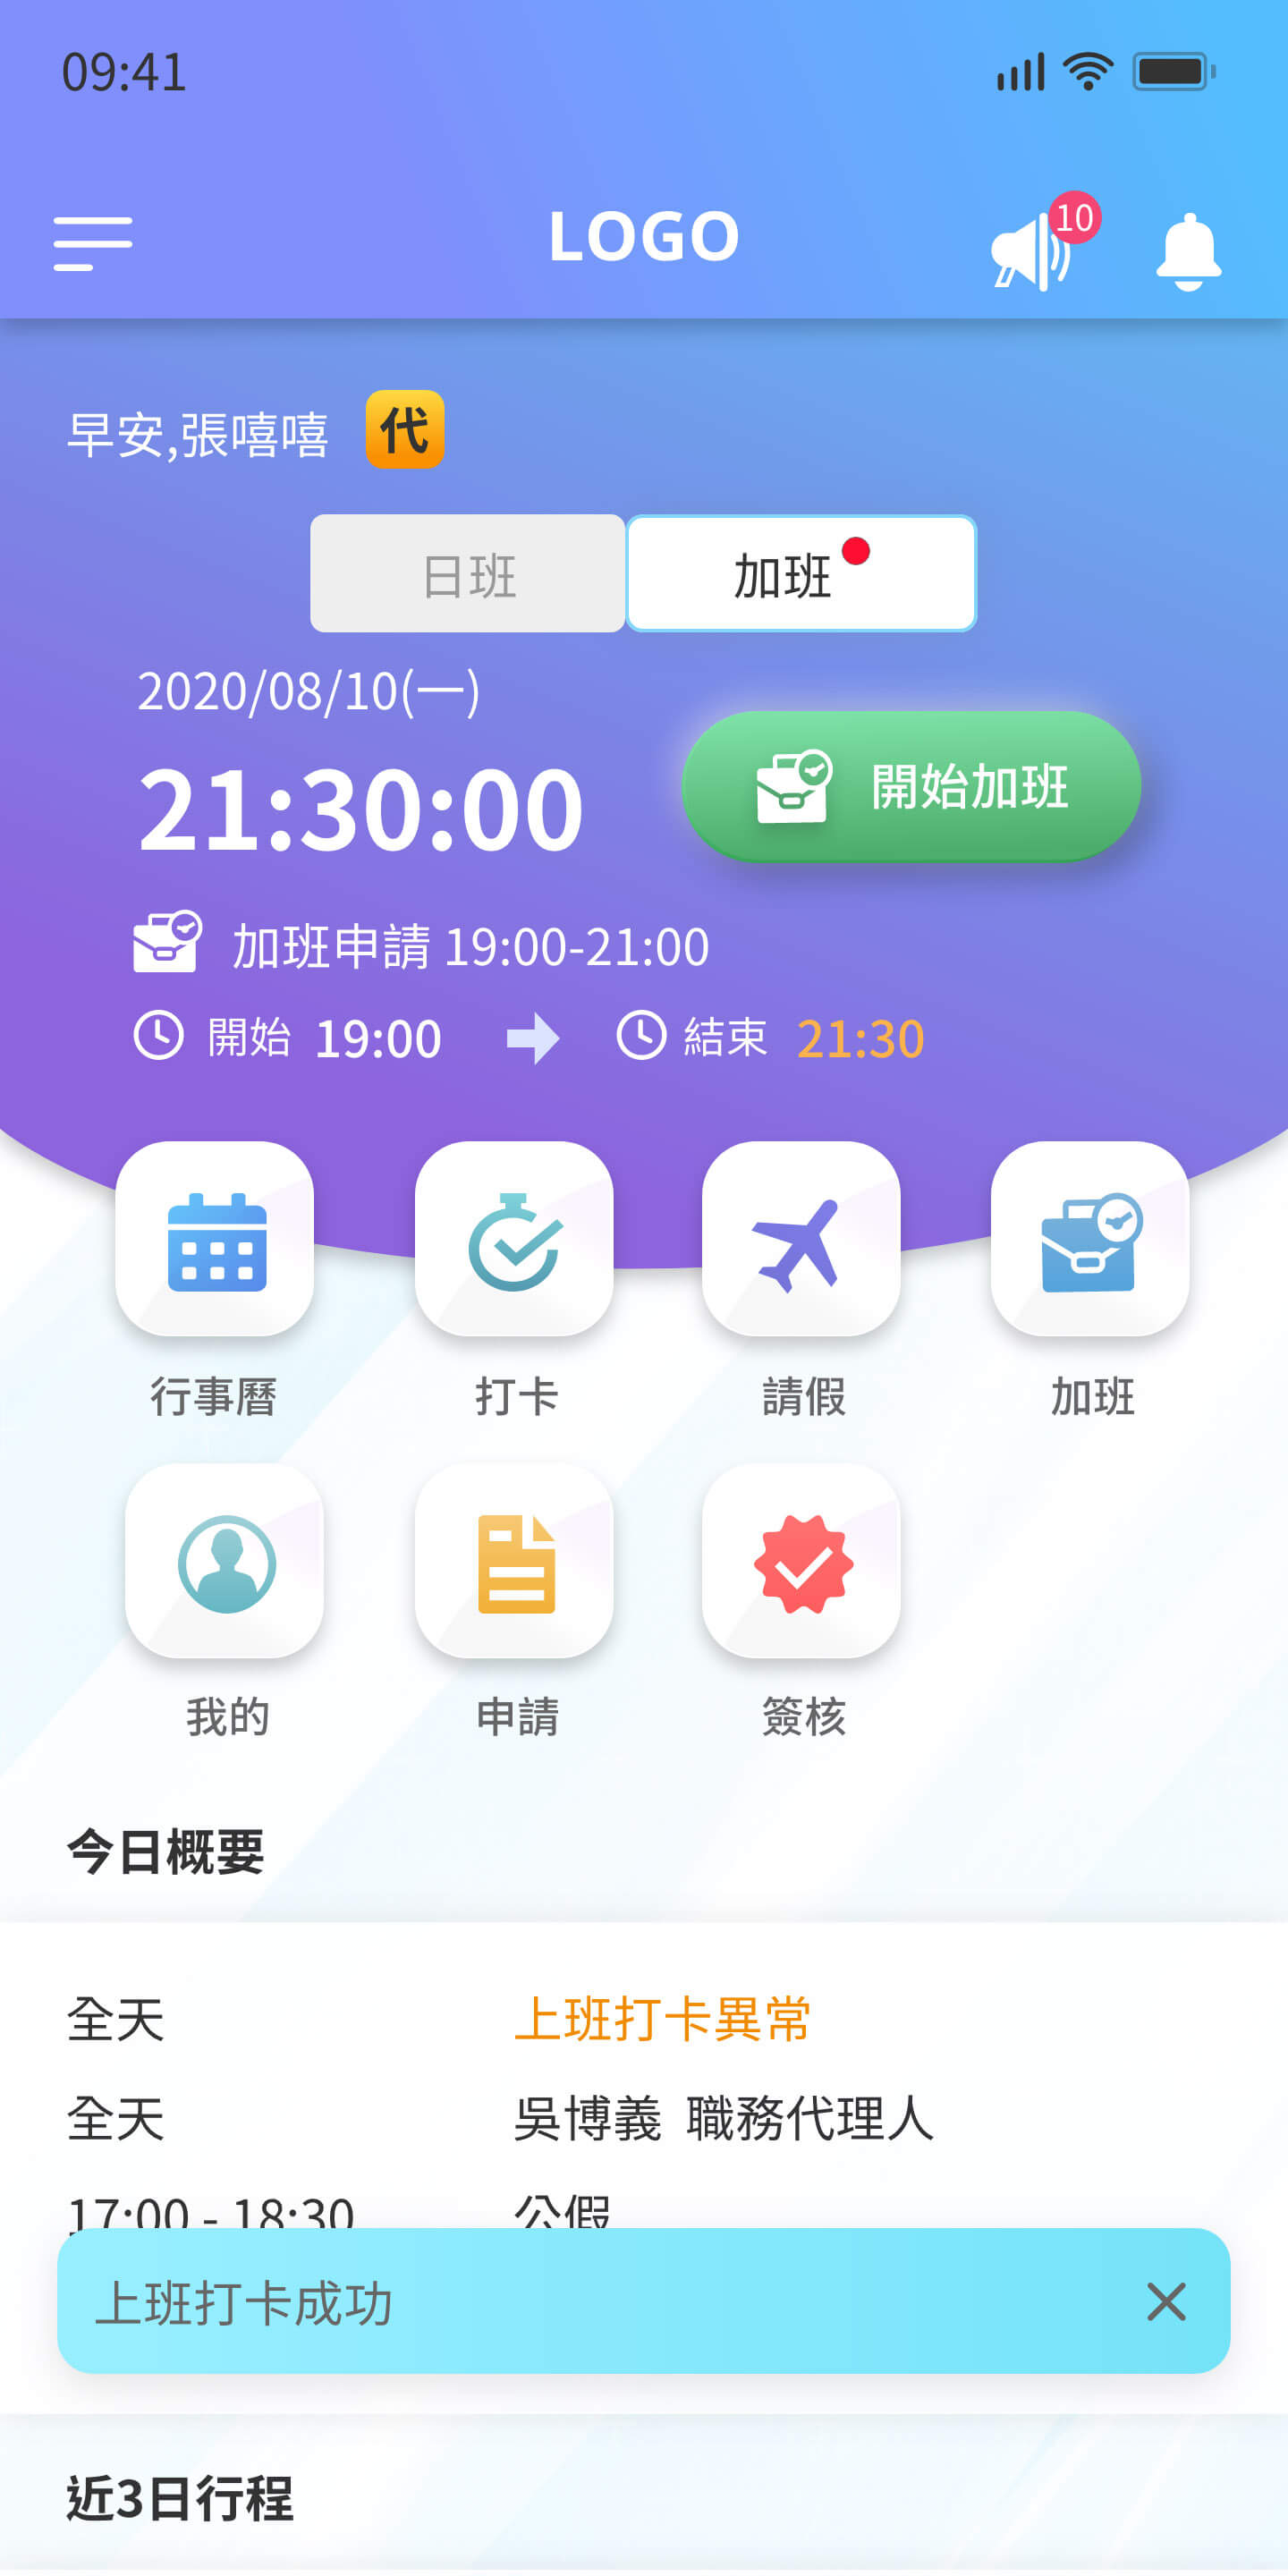 09:41
LOGO
10
早安,張嘻嘻 代
日班 加班
2020/08/10(一)
21:30:00
開始加班
加班申請 19:00-21:00
開始 19:00 結束 21:30
行事曆 打卡 請假 加班
我的 申請 簽核
今日概要
全天 上班打卡異常
全天 吳博義 職務代理人
17:00 - 18:30 公假
上班打卡成功
近3日行程